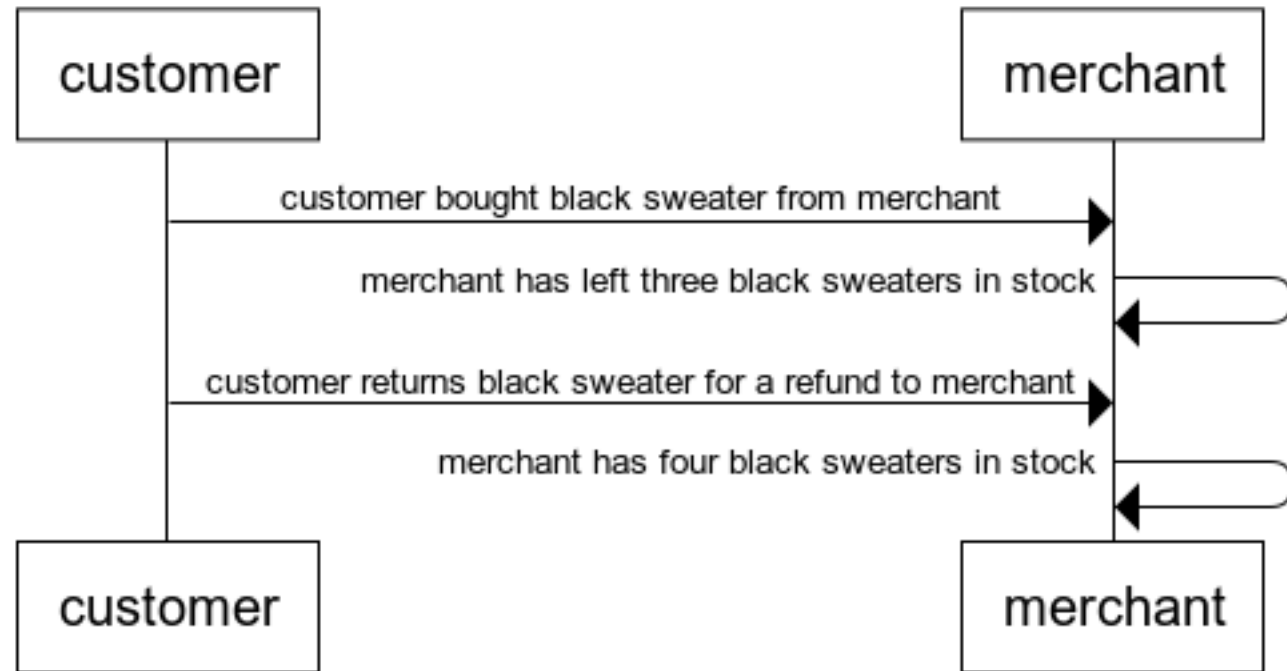 customer merchant
customer bought black sweater from merchant
merchant has left three black sweaters in stock
customer returns black sweater for a refund to merchant
merchant has four black sweaters in stock
customer merchant